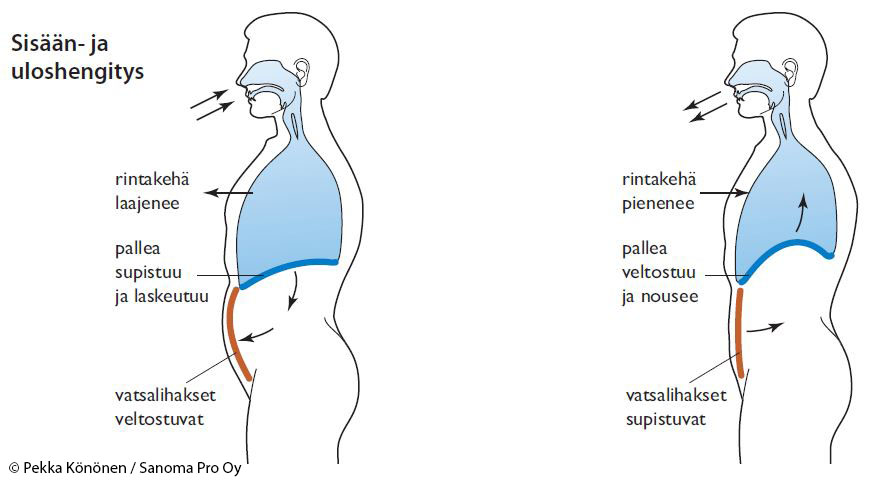 Sisään- ja
uloshengitys
rintakehä
laajenee
pallea
supistuu
ja laskeutuu
vatsalihakset
veltostuvat
rintakehä
pienenee
pallea
veltostuu
ja nousee
vatsalihakset
supistuvat
© Pekka Könönen / Sanoma Pro Oy